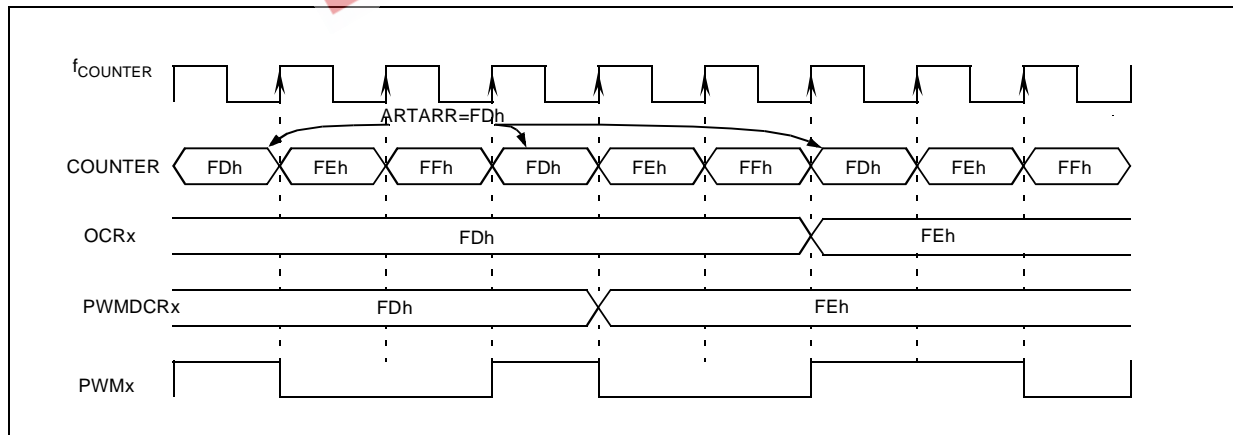 fCOUNTER
ARTARR=FDh
COUNTER FDh FEh FFh FDh FEh FFh FDh FEh FFh
OCRx FDh FEh
PWMDCRx FDh FEh
PWMx